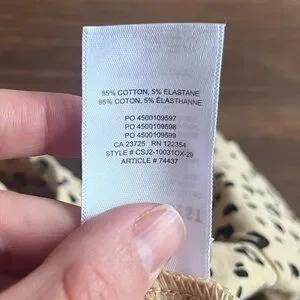 95% COTTON, 5% ELASTANE
95% COTON, 5% ÉLASTHANNE
PO 4500109597
PO 4500109598
PO 4500109599
CA 23725 RN 122354
STYLE # CSJ2-10031OX-29
ARTICLE # 74437